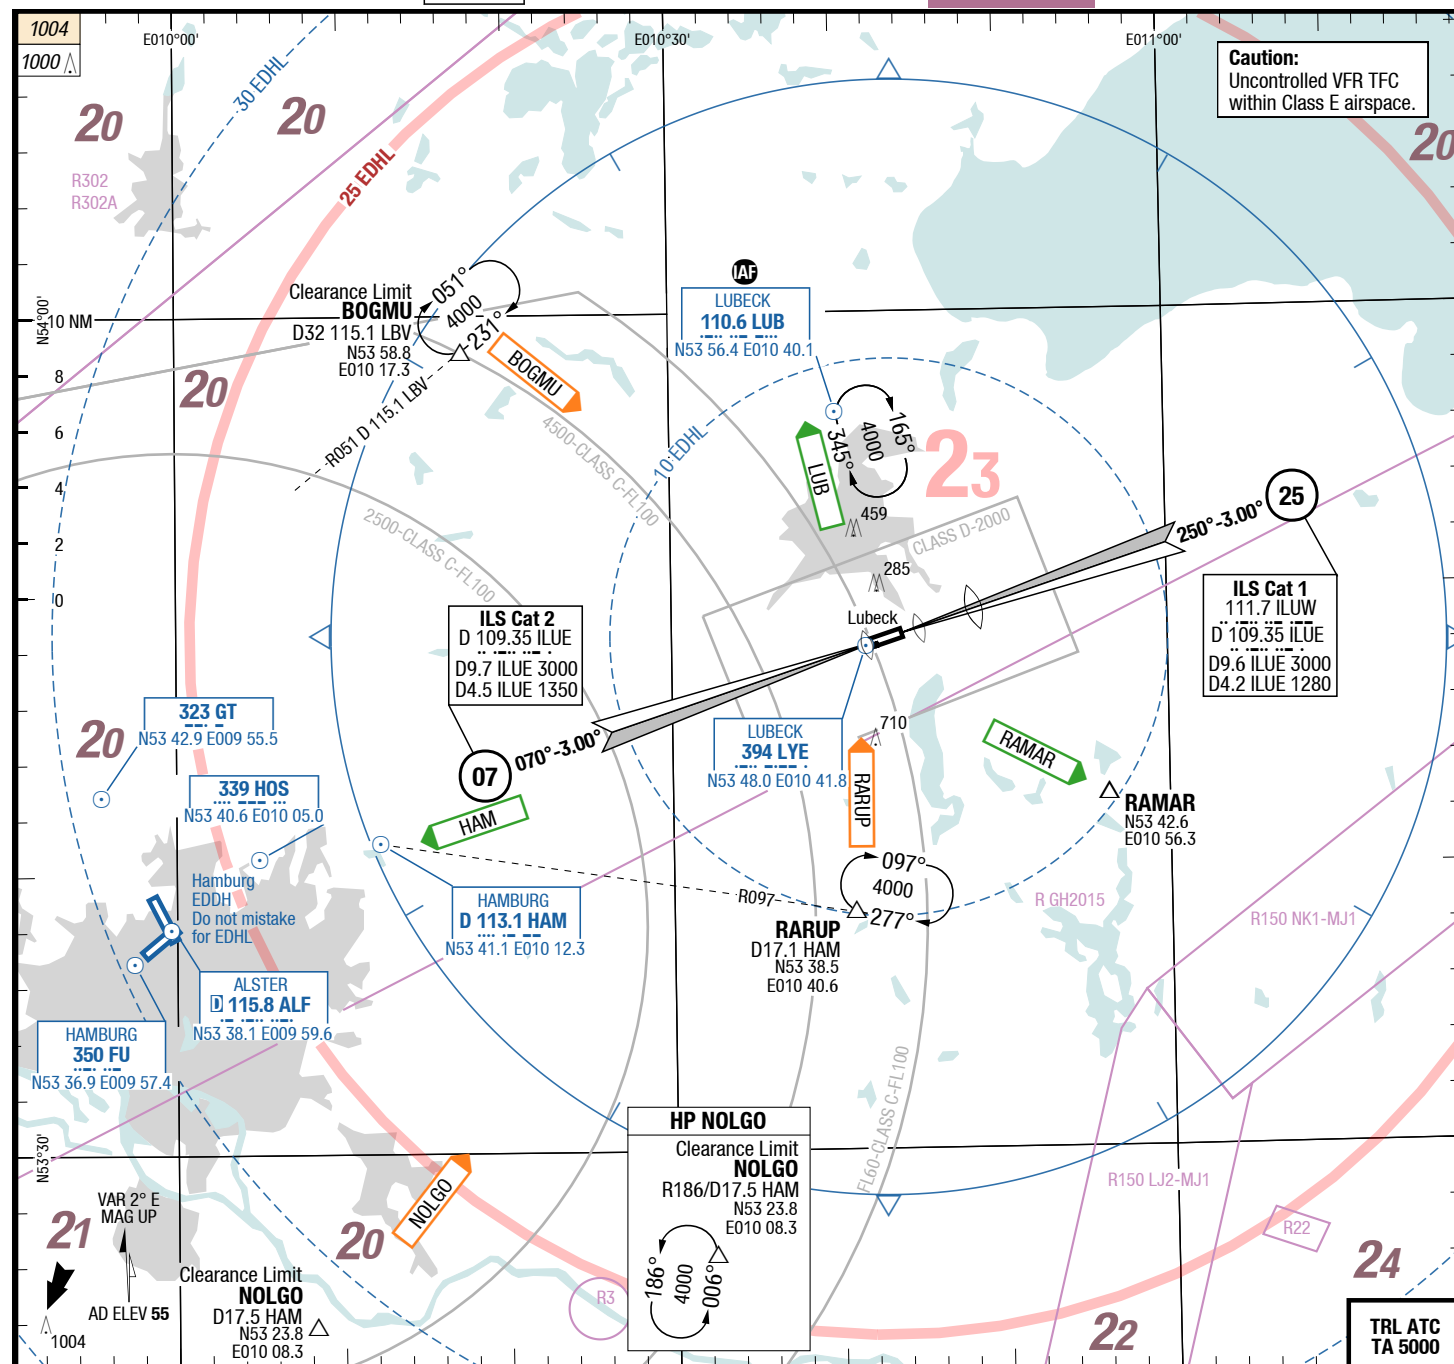 1004
1000
E010°00'
E010°30'
E011°00'
Caution:
Uncontrolled VFR TFC
within Class E airspace.
30 EDHL
20
20
20
25 EDHL
R302
R302A
IAF
LUBECK
110.6 LUB
N53 56.4 E010 40.1
Clearance Limit
BOGMU
D32 115.1 LBV
N53 58.8
E010 17.3
051°
4000
231°
BOGMU
N54°00'
10 NM
8
6
4
2
0
20
R051 D 115.1 LBV
4500-CLASS C-FL100
10 EDHL
2500-CLASS C-FL100
LUB
345°
4000
165°
23
459
CLASS D-2000
285
Lubeck
250°-3.00°
25
ILS Cat 2
D 109.35 ILUE
D9.7 ILUE 3000
D4.5 ILUE 1350
ILS Cat 1
111.7 ILUW
D 109.35 ILUE
D9.6 ILUE 3000
D4.2 ILUE 1280
323 GT
N53 42.9 E009 55.5
20
LUBECK
394 LYE
N53 48.0 E010 41.8
710
RAMAR
07
070°-3.00°
RARUP
339 HOS
N53 40.6 E010 05.0
HAM
RAMAR
N53 42.6
E010 56.3
Hamburg
EDDH
Do not mistake
for EDHL
HAMBURG
D 113.1 HAM
N53 41.1 E010 12.3
R097
097°
4000
277°
RARUP
D17.1 HAM
N53 38.5
E010 40.6
R GH2015
R150 NK1-MJ1
ALSTER
D 115.8 ALF
N53 38.1 E009 59.6
HAMBURG
350 FU
N53 36.9 E009 57.4
FL60-CLASS C-FL100
HP NOLGO
Clearance Limit
NOLGO
R186/D17.5 HAM
N53 23.8
E010 08.3
186°
4000
006°
N53°30'
R150 LJ2-MJ1
NOLGO
VAR 2° E
MAG UP
21
20
R22
24
Clearance Limit
NOLGO
D17.5 HAM
N53 23.8
E010 08.3
AD ELEV 55
1004
R3
22
TRL ATC
TA 5000